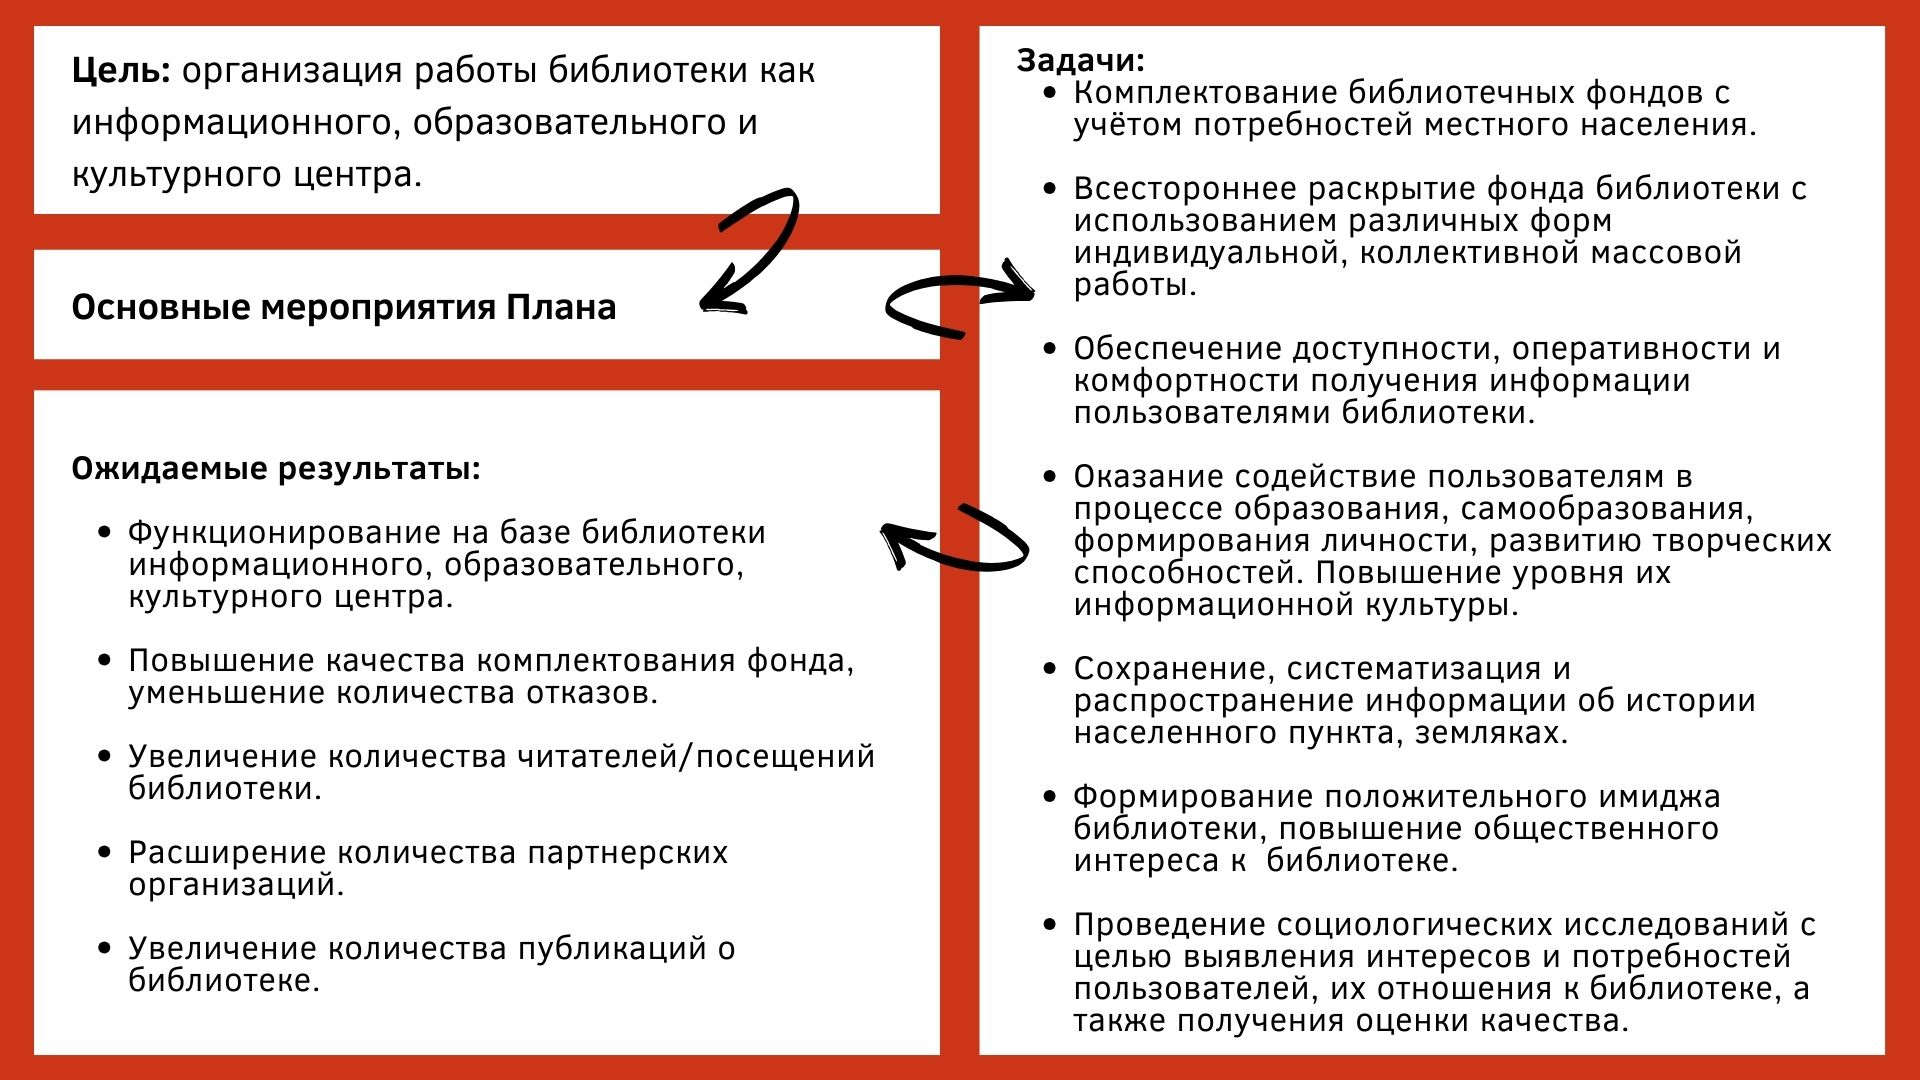 Цель: организация работы библиотеки как
информационного, образовательного и
культурного центра.
Основные мероприятия Плана
Задачи:
• Комплектование библиотечных фондов с
учётом потребностей местного населения.
• Всестороннее раскрытие фонда библиотеки с
использованием различных форм
индивидуальной, коллективной массовой
работы.
• Обеспечение доступности, оперативности и
комфортности получения информации
пользователями библиотеки.
• Оказание содействие пользователям в
процессе образования, самообразования,
формирования личности, развитию творческих
способностей. Повышение уровня их
информационной культуры.
• Сохранение, систематизация и
распространение информации об истории
населенного пункта, земляках.
• Формирование положительного имиджа
библиотеки, повышение общественного
интереса к  библиотеке.
• Проведение социологических исследований с
целью выявления интересов и потребностей
пользователей, их отношения к библиотеке, а
также получения оценки качества.
Ожидаемые результаты:
• Функционирование на базе библиотеки
информационного, образовательного,
культурного центра.
• Повышение качества комплектования фонда,
уменьшение количества отказов.
• Увеличение количества читателей/посещений
библиотеки.
• Расширение количества партнерских
организаций.
• Увеличение количества публикаций о
библиотеке.